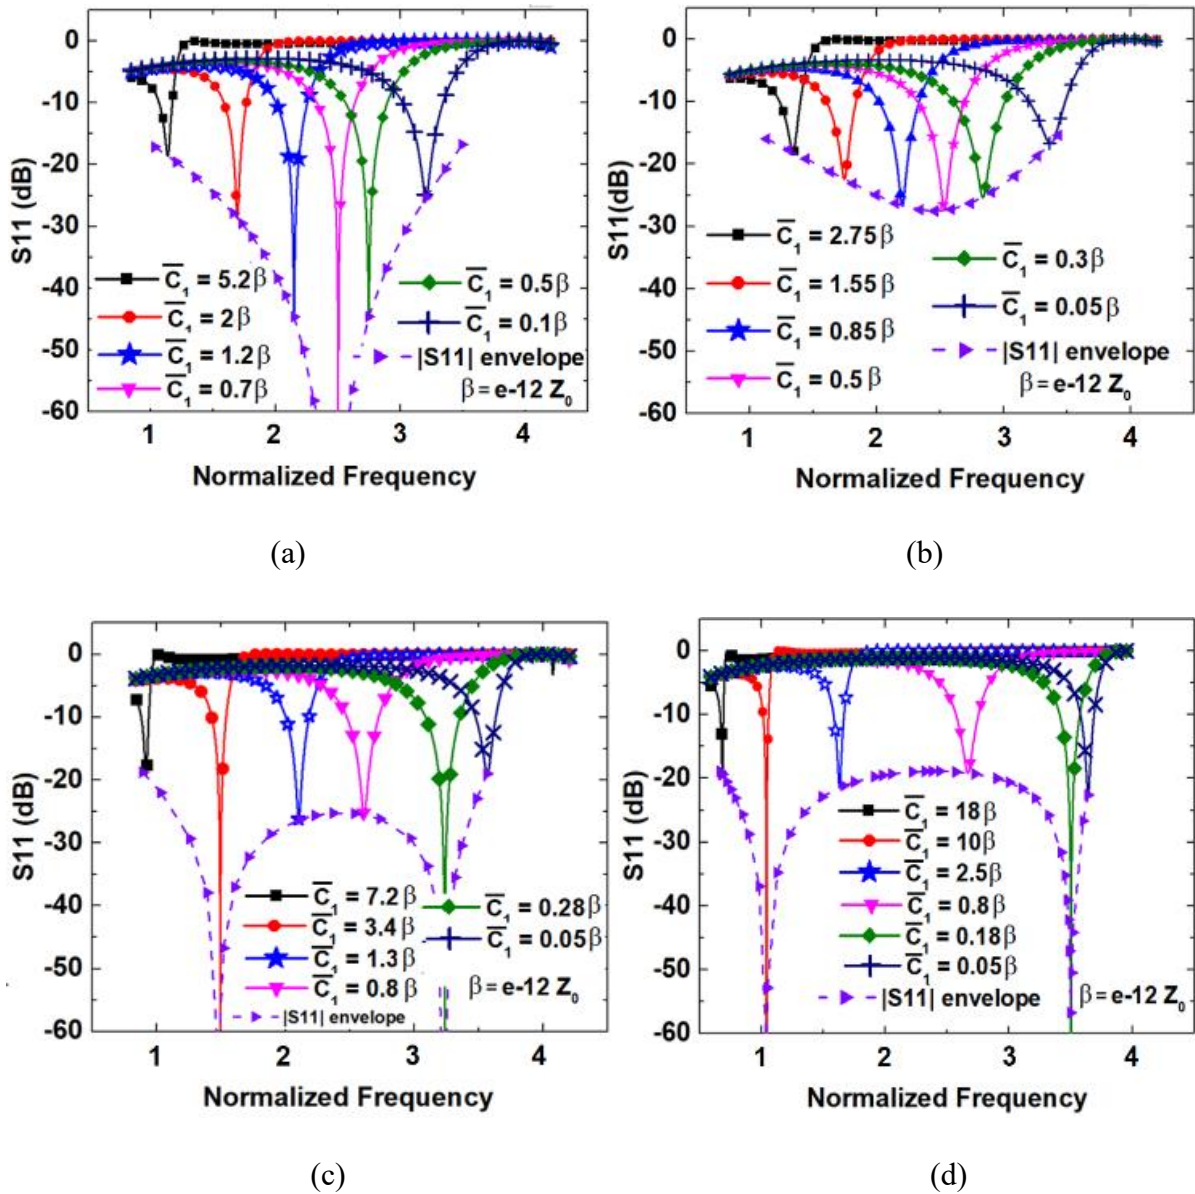 0
-10
-20
-30
-40
-50
-60
S11 (dB)
C̅₁ = 5.2β
C̅₁ = 2β
C̅₁ = 1.2β
C̅₁ = 0.7β
C̅₁ = 0.5β
C̅₁ = 0.1β
|S11| envelope
β = e-12 Z₀
1 2 3 4
Normalized Frequency
(a)
0
-10
-20
-30
-40
-50
-60
S11(dB)
C̅₁ = 2.75β
C̅₁ = 1.55β
C̅₁ = 0.85β
C̅₁ = 0.5β
C̅₁ = 0.3β
C̅₁ = 0.05β
|S11| envelope
β = e-12 Z₀
1 2 3 4
Normalized Frequency
(b)
0
-10
-20
-30
-40
-50
-60
S11 (dB)
C̅₁ = 7.2β
C̅₁ = 3.4β
C̅₁ = 1.3β
C̅₁ = 0.8β
C̅₁ = 0.28β
C̅₁ = 0.05β
β = e-12 Z₀
|S11| envelope
1 2 3 4
Normalized Frequency
(c)
0
-10
-20
-30
-40
-50
-60
S11 (dB)
C̅₁ = 18β
C̅₁ = 10β
C̅₁ = 2.5β
C̅₁ = 0.8β
C̅₁ = 0.18β
C̅₁ = 0.05β
|S11| envelope
β = e-12 Z₀
1 2 3 4
Normalized Frequency
(d)